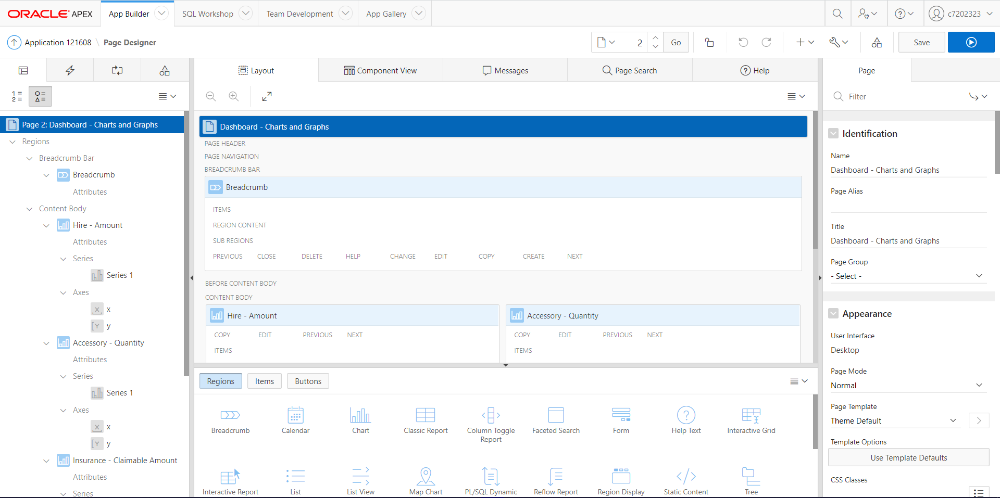 ORACLE APEX
App Builder
SQL Workshop
Team Development
App Gallery
c7202323
Application 121608 \ Page Designer
2
Go
Save
Layout
Component View
Messages
Page Search
Help
Page
1
2
Filter
Page 2: Dashboard - Charts and Graphs
Regions
Breadcrumb Bar
Breadcrumb
Attributes
Content Body
Hire - Amount
Attributes
Series
Series 1
Axes
x
y
Accessory - Quantity
Attributes
Series
Series 1
Axes
x
y
Insurance - Claimable Amount
Attributes
Series
Dashboard - Charts and Graphs
PAGE HEADER
PAGE NAVIGATION
BREADCRUMB BAR
Breadcrumb
ITEMS
REGION CONTENT
SUB REGIONS
PREVIOUS CLOSE DELETE HELP CHANGE EDIT COPY CREATE NEXT
BEFORE CONTENT BODY
CONTENT BODY
Hire - Amount
COPY EDIT PREVIOUS NEXT
ITEMS
Accessory - Quantity
COPY EDIT PREVIOUS NEXT
ITEMS
Regions
Items
Buttons
Breadcrumb
Calendar
Chart
Classic Report
Column Toggle
Report
Faceted Search
Form
Help Text
Interactive Grid
Interactive Report
List
List View
Map Chart
PL/SQL Dynamic
Reflow Report
Region Display
Static Content
Tree
Identification
Name
Dashboard - Charts and Graphs
Page Alias
Title
Dashboard - Charts and Graphs
Page Group
- Select -
Appearance
User Interface
Desktop
Page Mode
Normal
Page Template
Theme Default
Template Options
Use Template Defaults
CSS Classes